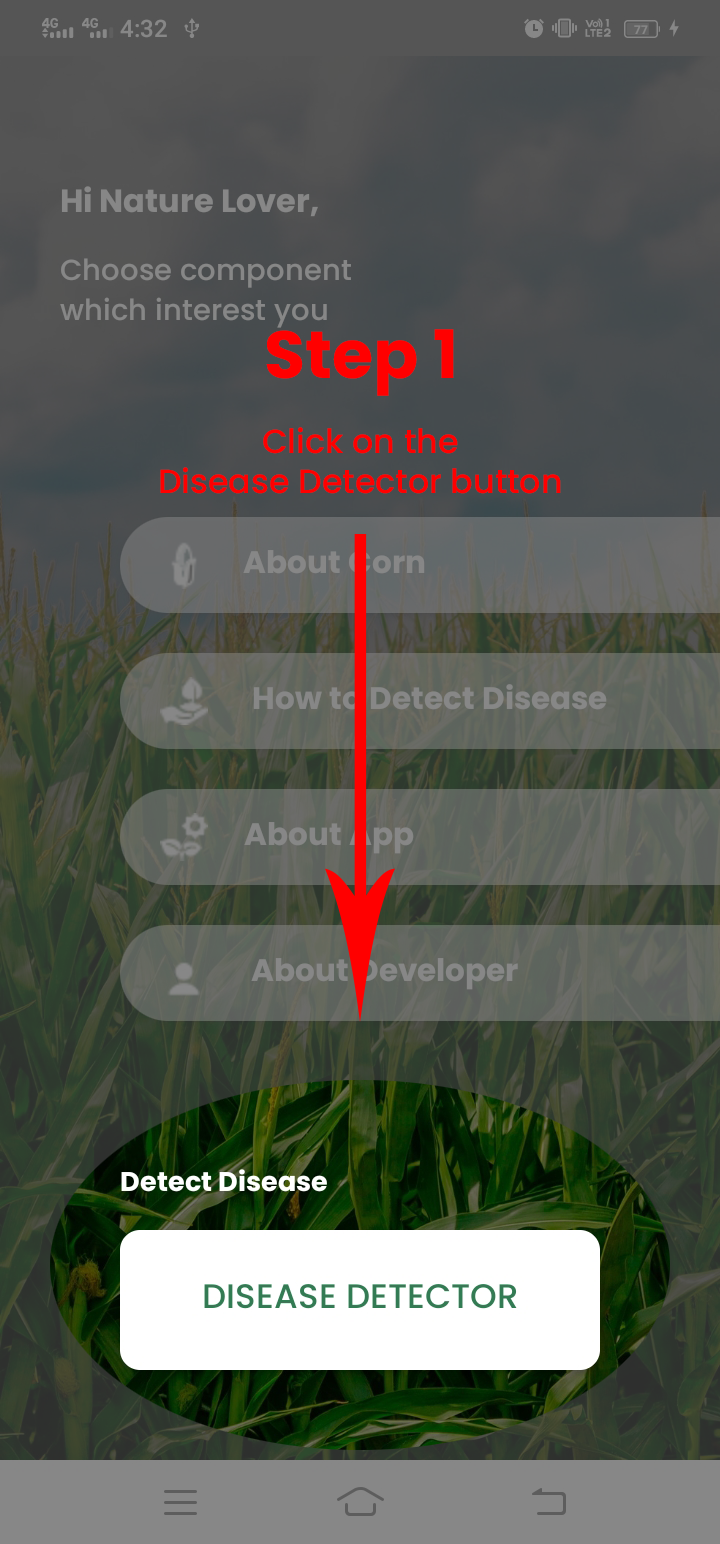 4G 4G 4:32 Vo) 1 LTE2 77
Hi Nature Lover,
Choose component
which interest you
Step 1
Click on the
Disease Detector button
About Corn
How to Detect Disease
About App
About Developer
Detect Disease
DISEASE DETECTOR